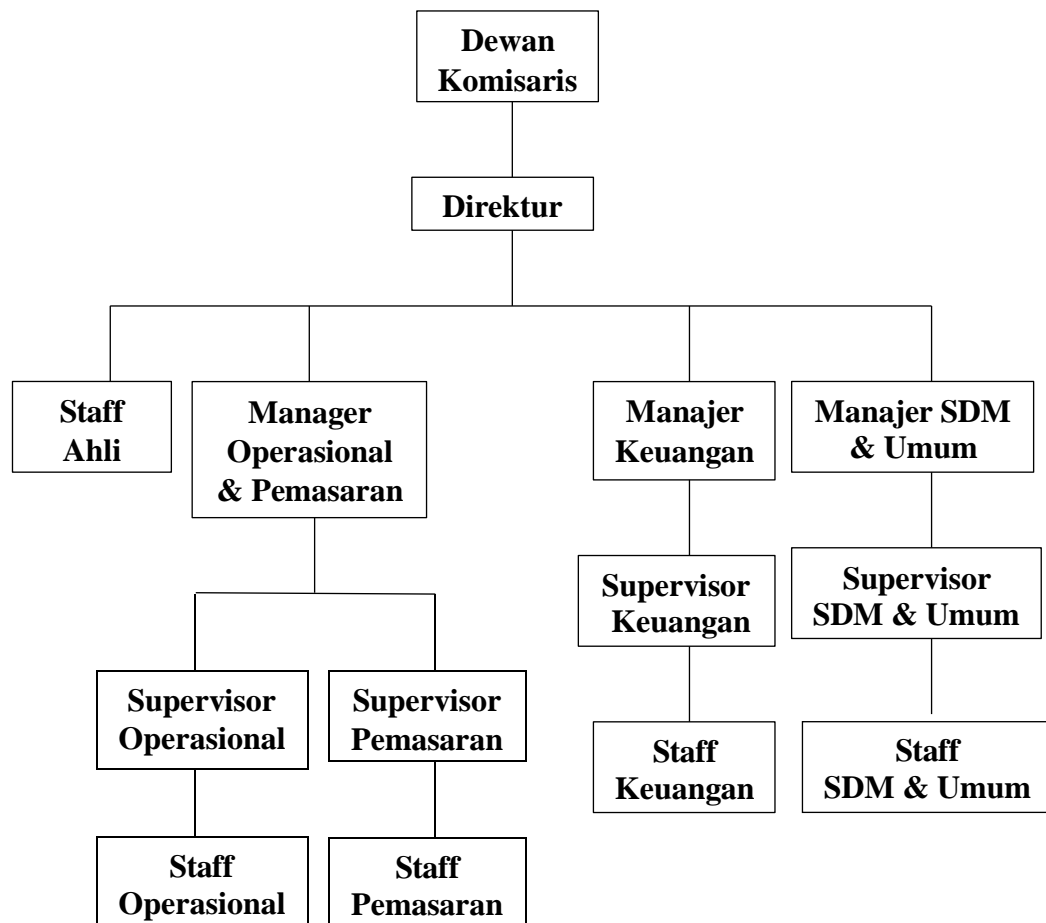 Dewan
Komisaris
Direktur
Staff
Ahli
Manager
Operasional
& Pemasaran
Manajer
Keuangan
Manajer SDM
& Umum
Supervisor
Keuangan
Supervisor
SDM & Umum
Supervisor
Operasional
Supervisor
Pemasaran
Staff
Keuangan
Staff
SDM & Umum
Staff
Operasional
Staff
Pemasaran